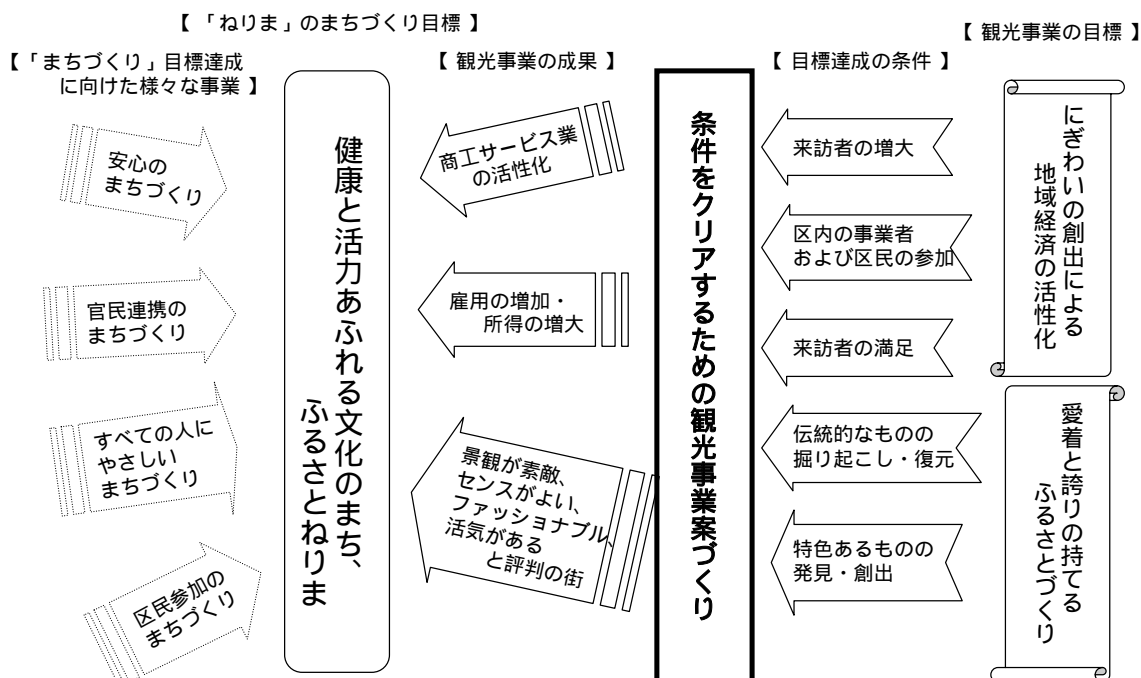 【 「ねりま」のまちづくり目標 】
【 観光事業の目標 】
【「まちづくり」目標達成
に向けた様々な事業 】
【 観光事業の成果 】
【 目標達成の条件 】
安心の
まちづくり
官民連携の
まちづくり
すべての人に
やさしい
まちづくり
区民参加の
まちづくり
健康と活力あふれる文化のまち、
ふるさとねりま
商工サービス業
の活性化
雇用の増加・
所得の増大
景観が素敵、
センスがよい、
ファッショナブル、
活気がある
と評判の街
条件をクリアするための観光事業案づくり
来訪者の増大
区内の事業者
および区民の参加
来訪者の満足
伝統的なものの
掘り起こし・復元
特色あるものの
発見・創出
にぎわいの創出による
地域経済の活性化
愛着と誇りの持てる
ふるさとづくり